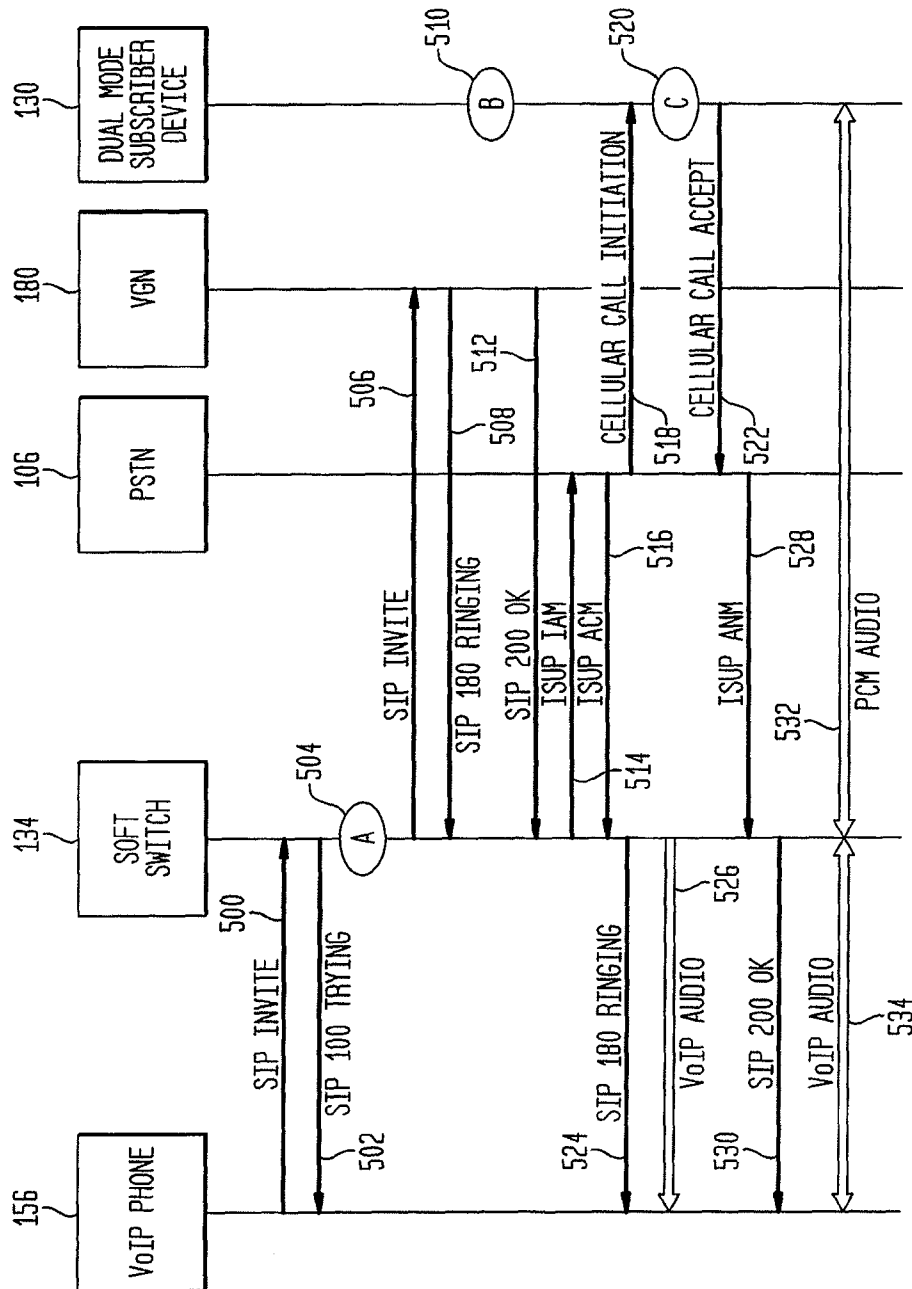 156
VoIP PHONE
134
SOFT
SWITCH
106
PSTN
180
VGN
130
DUAL MODE
SUBSCRIBER
DEVICE
SIP INVITE
500
SIP 100 TRYING
502
A
504
SIP INVITE
506
SIP 180 RINGING
508
B
510
SIP 200 OK
512
ISUP IAM
514
ISUP ACM
516
CELLULAR CALL INITIATION
518
SIP 180 RINGING
524
C
520
VoIP AUDIO
526
CELLULAR CALL ACCEPT
522
ISUP ANM
528
SIP 200 OK
530
VoIP AUDIO
534
532
PCM AUDIO